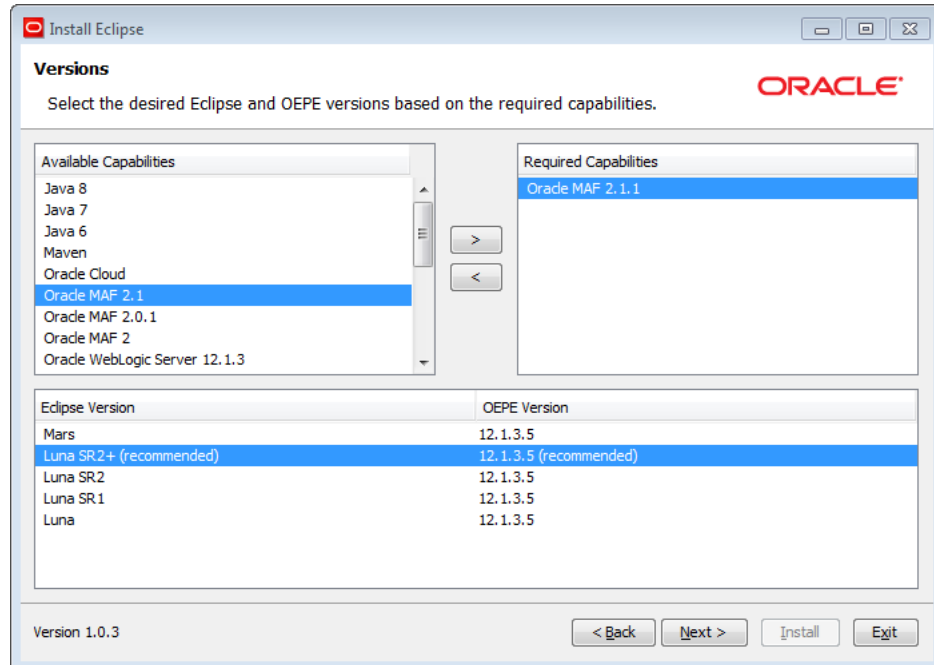 Install Eclipse
Versions
Select the desired Eclipse and OEPE versions based on the required capabilities.
ORACLE
Available Capabilities
Java 8
Java 7
Java 6
Maven
Oracle Cloud
Oracle MAF 2.1
Oracle MAF 2.0.1
Oracle MAF 2
Oracle WebLogic Server 12.1.3
>
<
Required Capabilities
Oracle MAF 2.1.1
Eclipse Version OEPE Version
Mars 12.1.3.5
Luna SR2+ (recommended) 12.1.3.5 (recommended)
Luna SR2 12.1.3.5
Luna SR1 12.1.3.5
Luna 12.1.3.5
Version 1.0.3 < Back Next > Install Exit